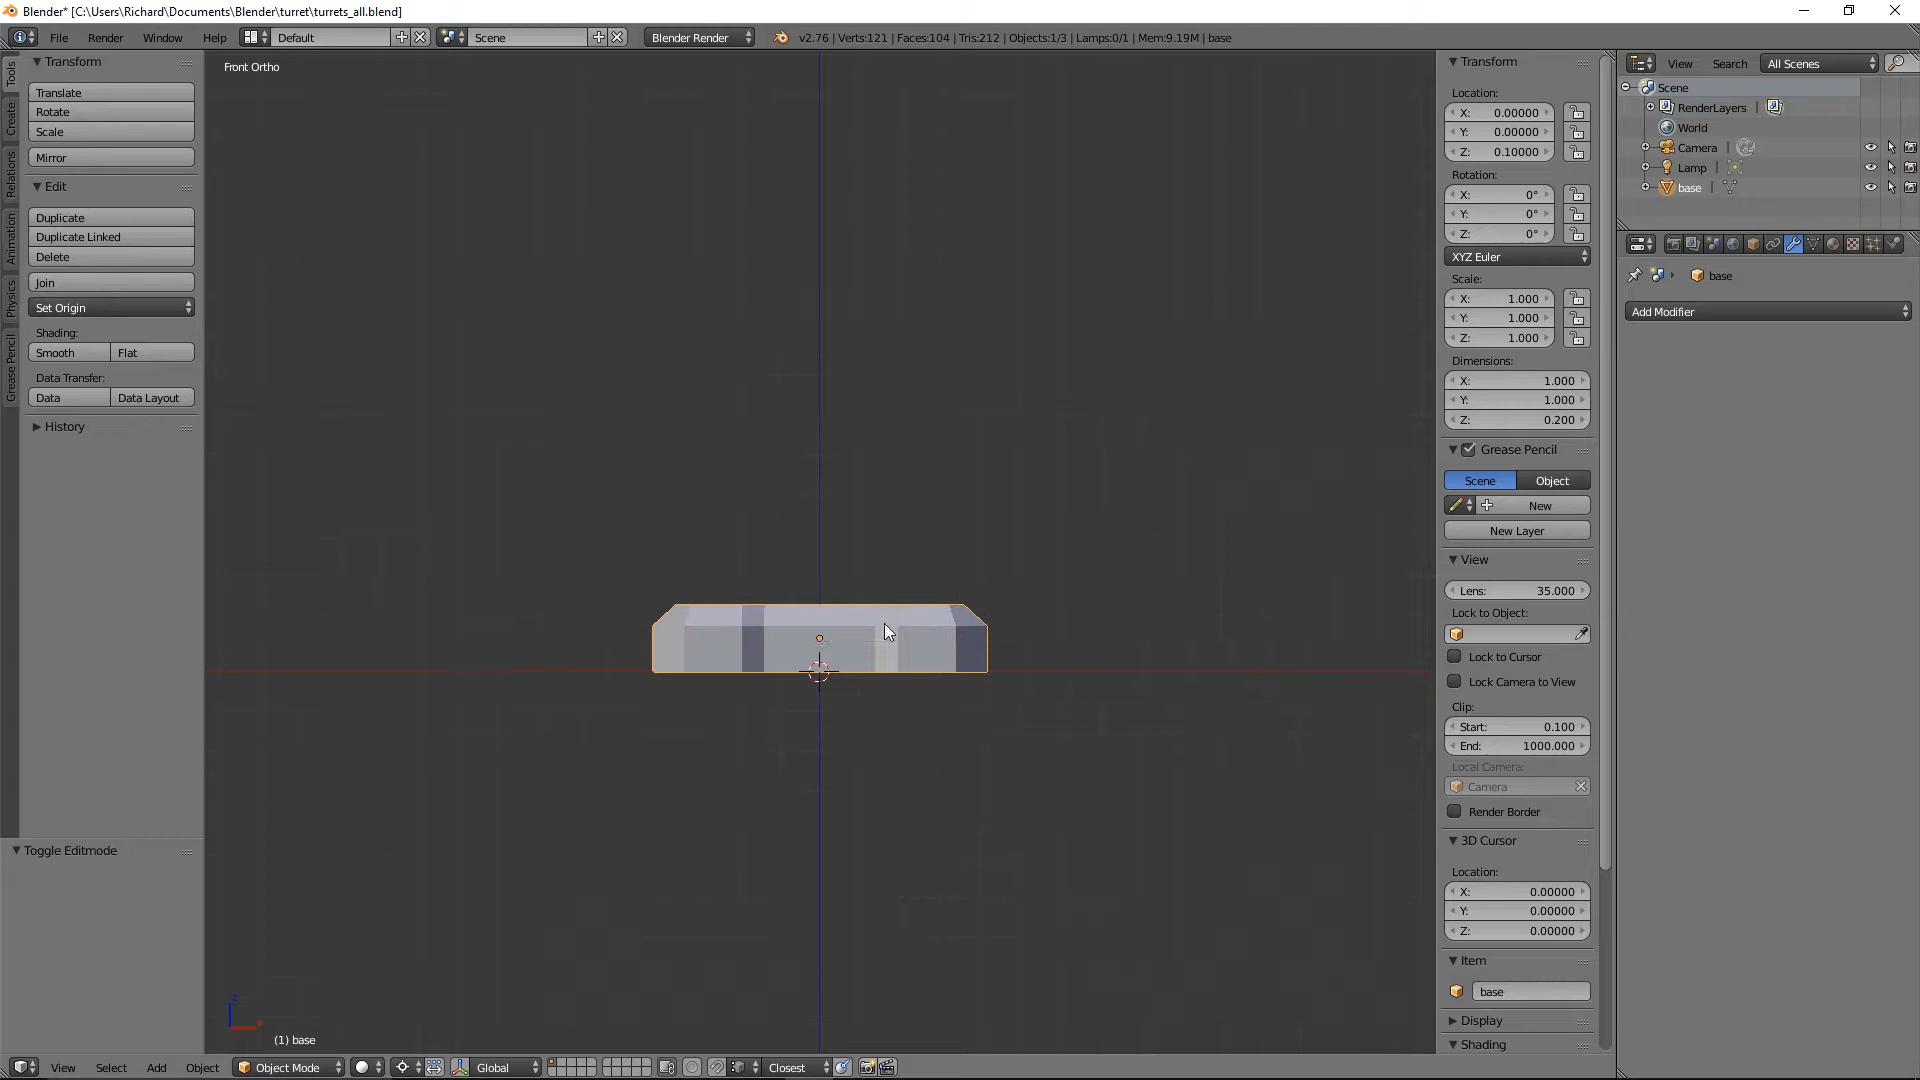 Blender* [C:\Users\Richard\Documents\Blender\turret\turrets_all.blend]
File Render Window Help Default Scene Blender Render v2.76 | Verts:121 | Faces:104 | Tris:212 | Objects:1/3 | Lamps:0/1 | Mem:9.19M | base
Tools
Create
Relations
Animation
Physics
Grease Pencil
Transform
Translate
Rotate
Scale
Mirror
Edit
Duplicate
Duplicate Linked
Delete
Join
Set Origin
Shading:
Smooth Flat
Data Transfer:
Data Data Layout
History
Toggle Editmode
Front Ortho
(1) base
Transform
Location:
X: 0.00000
Y: 0.00000
Z: 0.10000
Rotation:
X: 0°
Y: 0°
Z: 0°
XYZ Euler
Scale:
X: 1.000
Y: 1.000
Z: 1.000
Dimensions:
X: 1.000
Y: 1.000
Z: 0.200
Grease Pencil
Scene Object
New
New Layer
View
Lens: 35.000
Lock to Object:
Lock to Cursor
Lock Camera to View
Clip:
Start: 0.100
End: 1000.000
Local Camera:
Camera
Render Border
3D Cursor
Location:
X: 0.00000
Y: 0.00000
Z: 0.00000
Item
base
Display
Shading
View Search All Scenes
Scene
RenderLayers |
World
Camera |
Lamp |
base |
base
Add Modifier
View Select Add Object Object Mode Global Closest